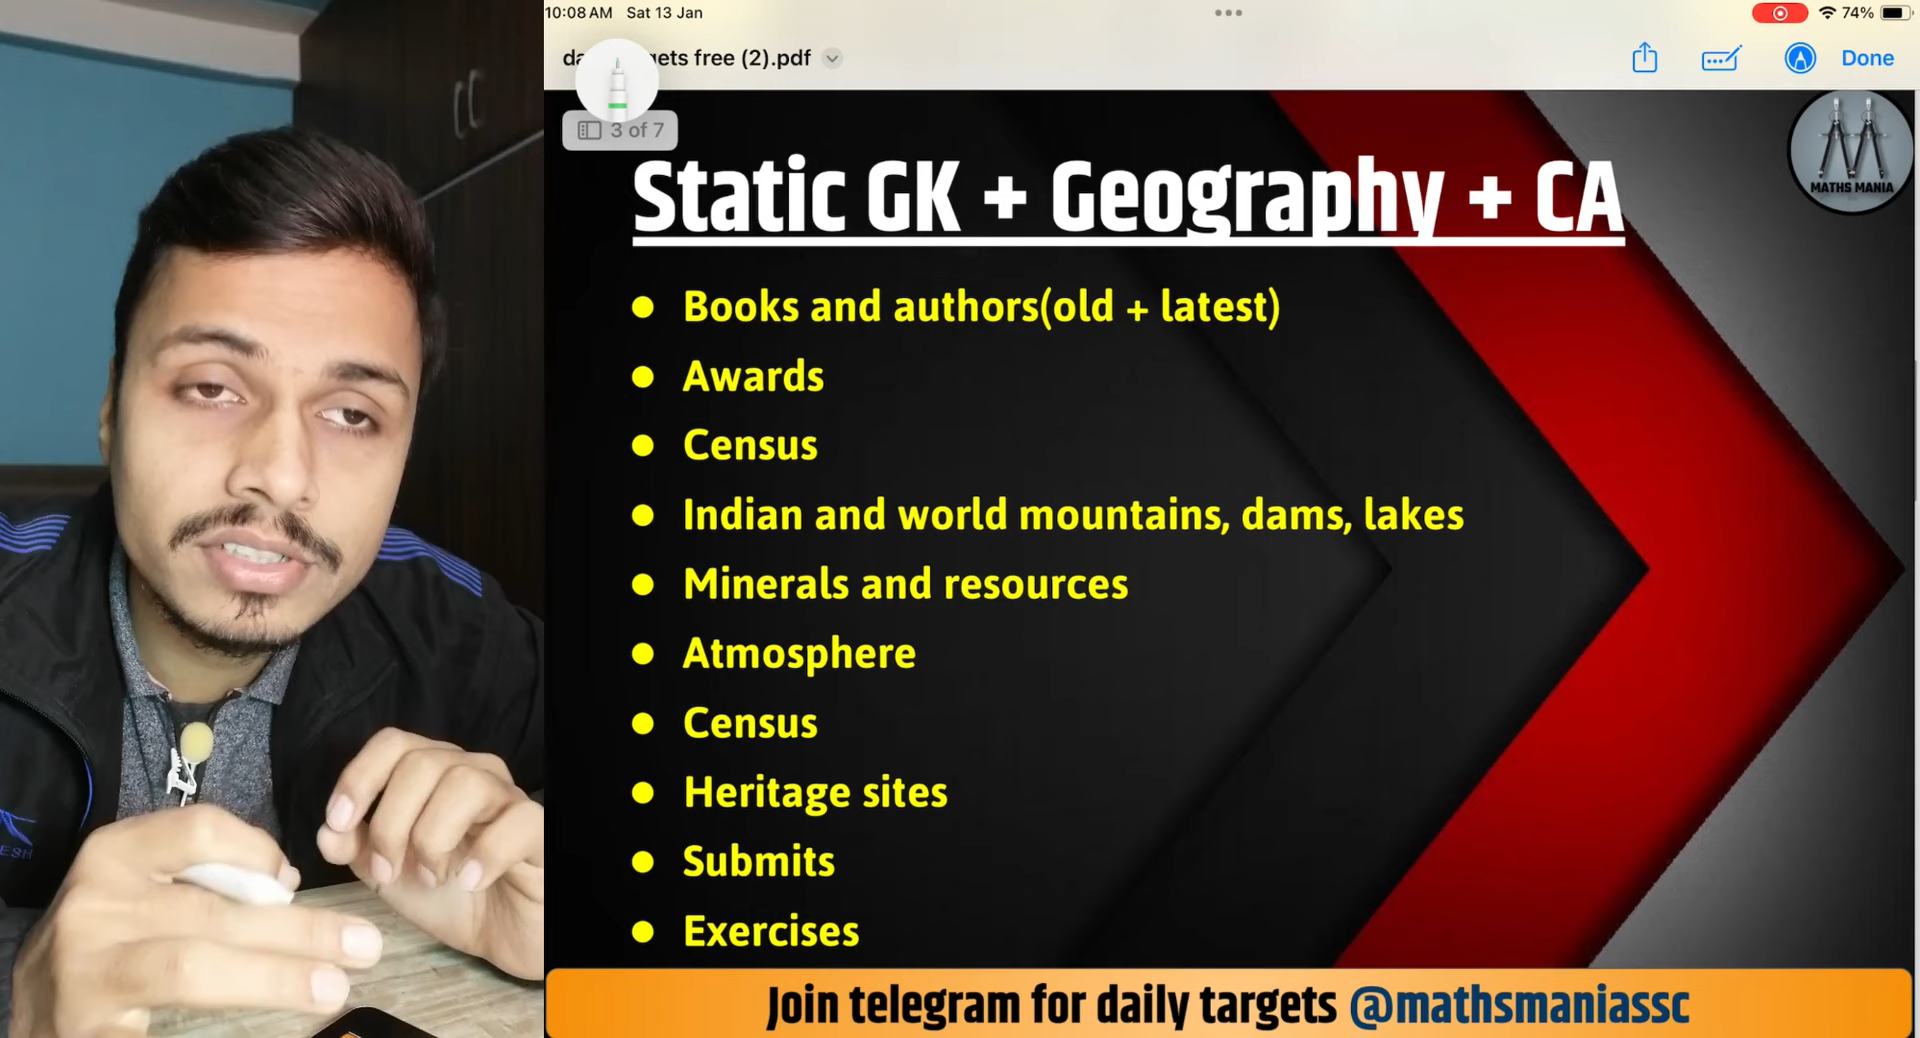 10:08 AM Sat 13 Jan
74%
ets free (2).pdf
Done
3 of 7
MATHS MANIA
Static GK + Geography + CA
Books and authors(old + latest)
Awards
Census
Indian and world mountains, dams, lakes
Minerals and resources
Atmosphere
Census
Heritage sites
Submits
Exercises
ESH
Join telegram for daily targets @mathsmaniassc